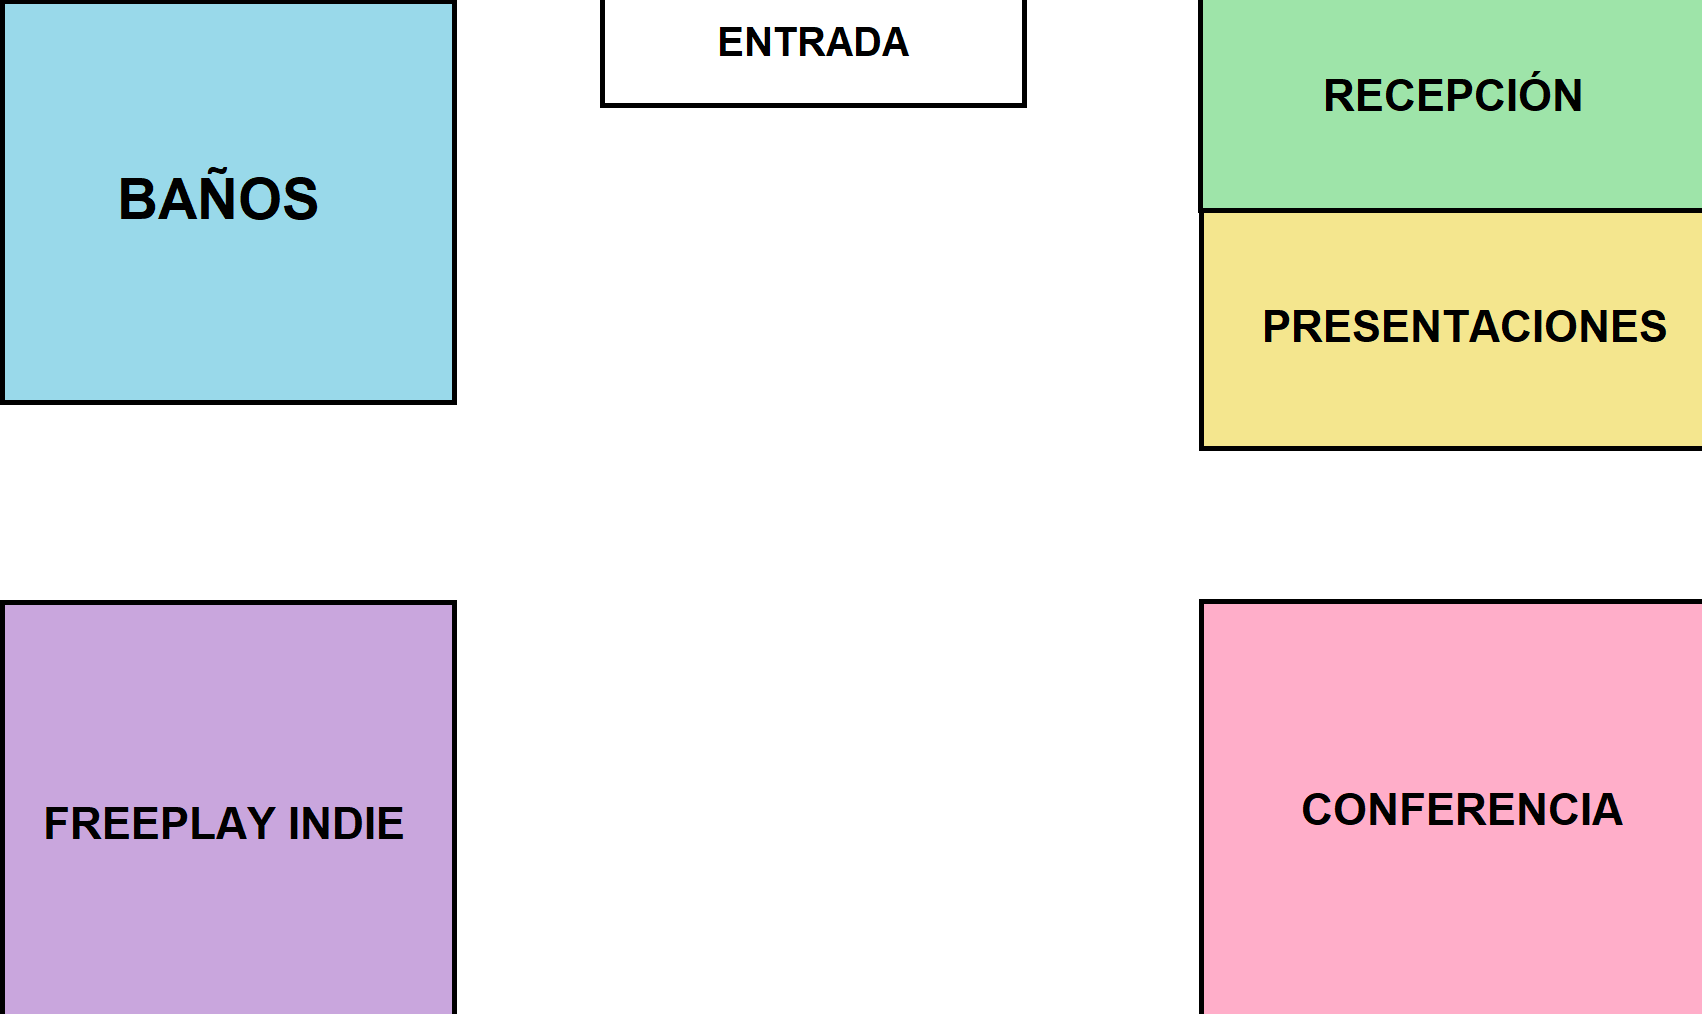 ENTRADA
RECEPCIÓN
BAÑOS
PRESENTACIONES
FREEPLAY INDIE
CONFERENCIA